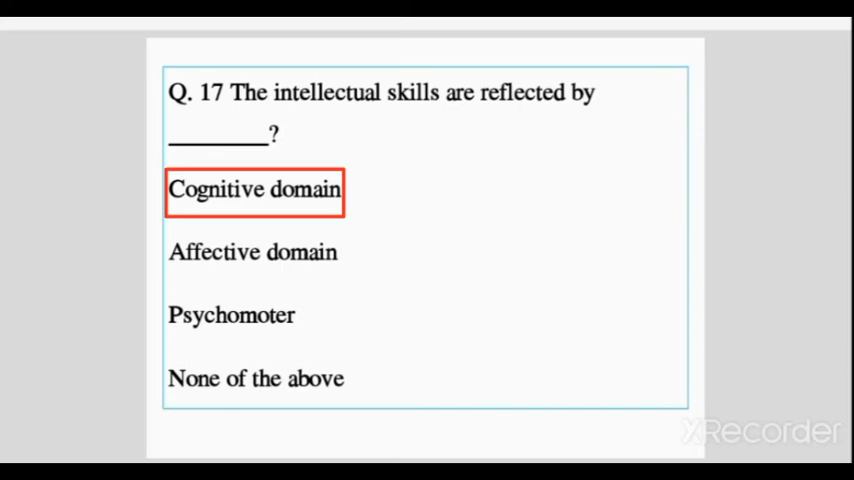 Q. 17 The intellectual skills are reflected by
________?
Cognitive domain
Affective domain
Psychomoter
None of the above
XRecorder